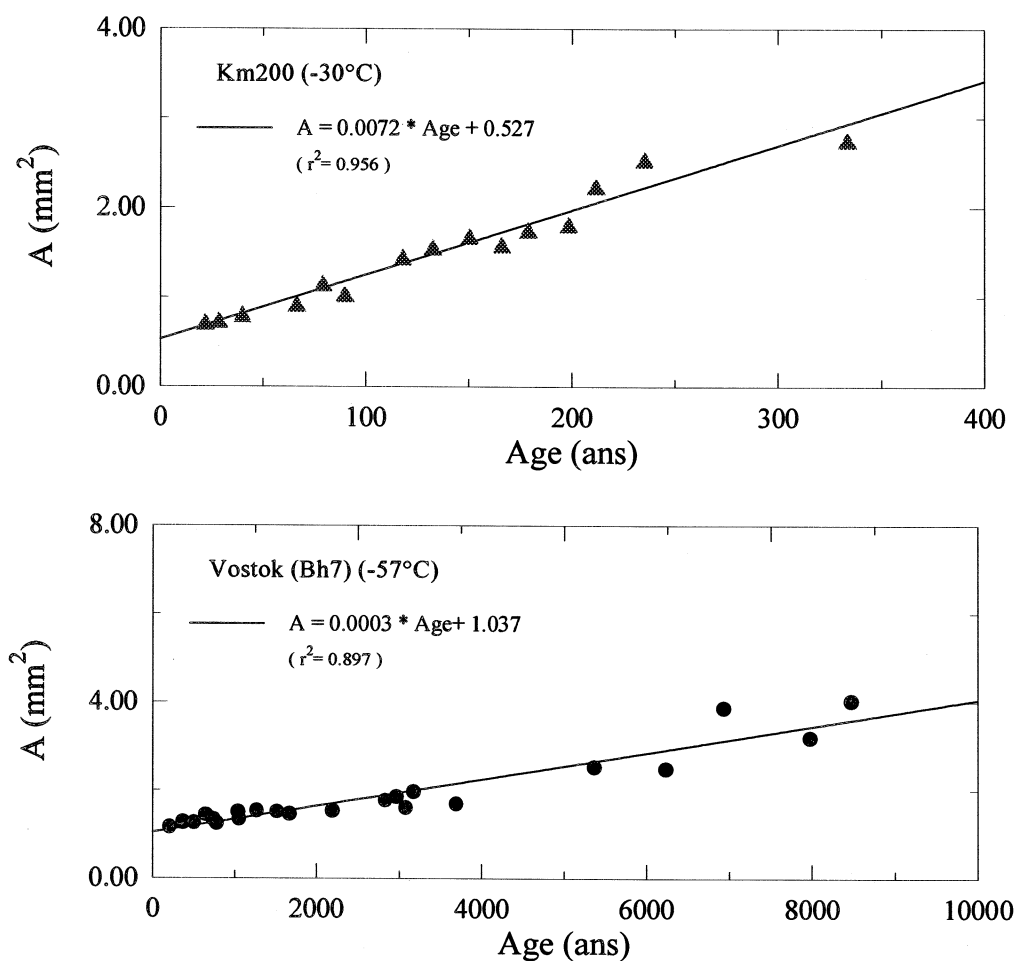 4.00
Km200 (-30°C)
A = 0.0072 * Age + 0.527
( r²= 0.956 )
A (mm²)
2.00
0.00
0 100 200 300 400
Age (ans)
8.00
Vostok (Bh7) (-57°C)
A = 0.0003 * Age+ 1.037
( r²= 0.897 )
A (mm²)
4.00
0.00
0 2000 4000 6000 8000 10000
Age (ans)